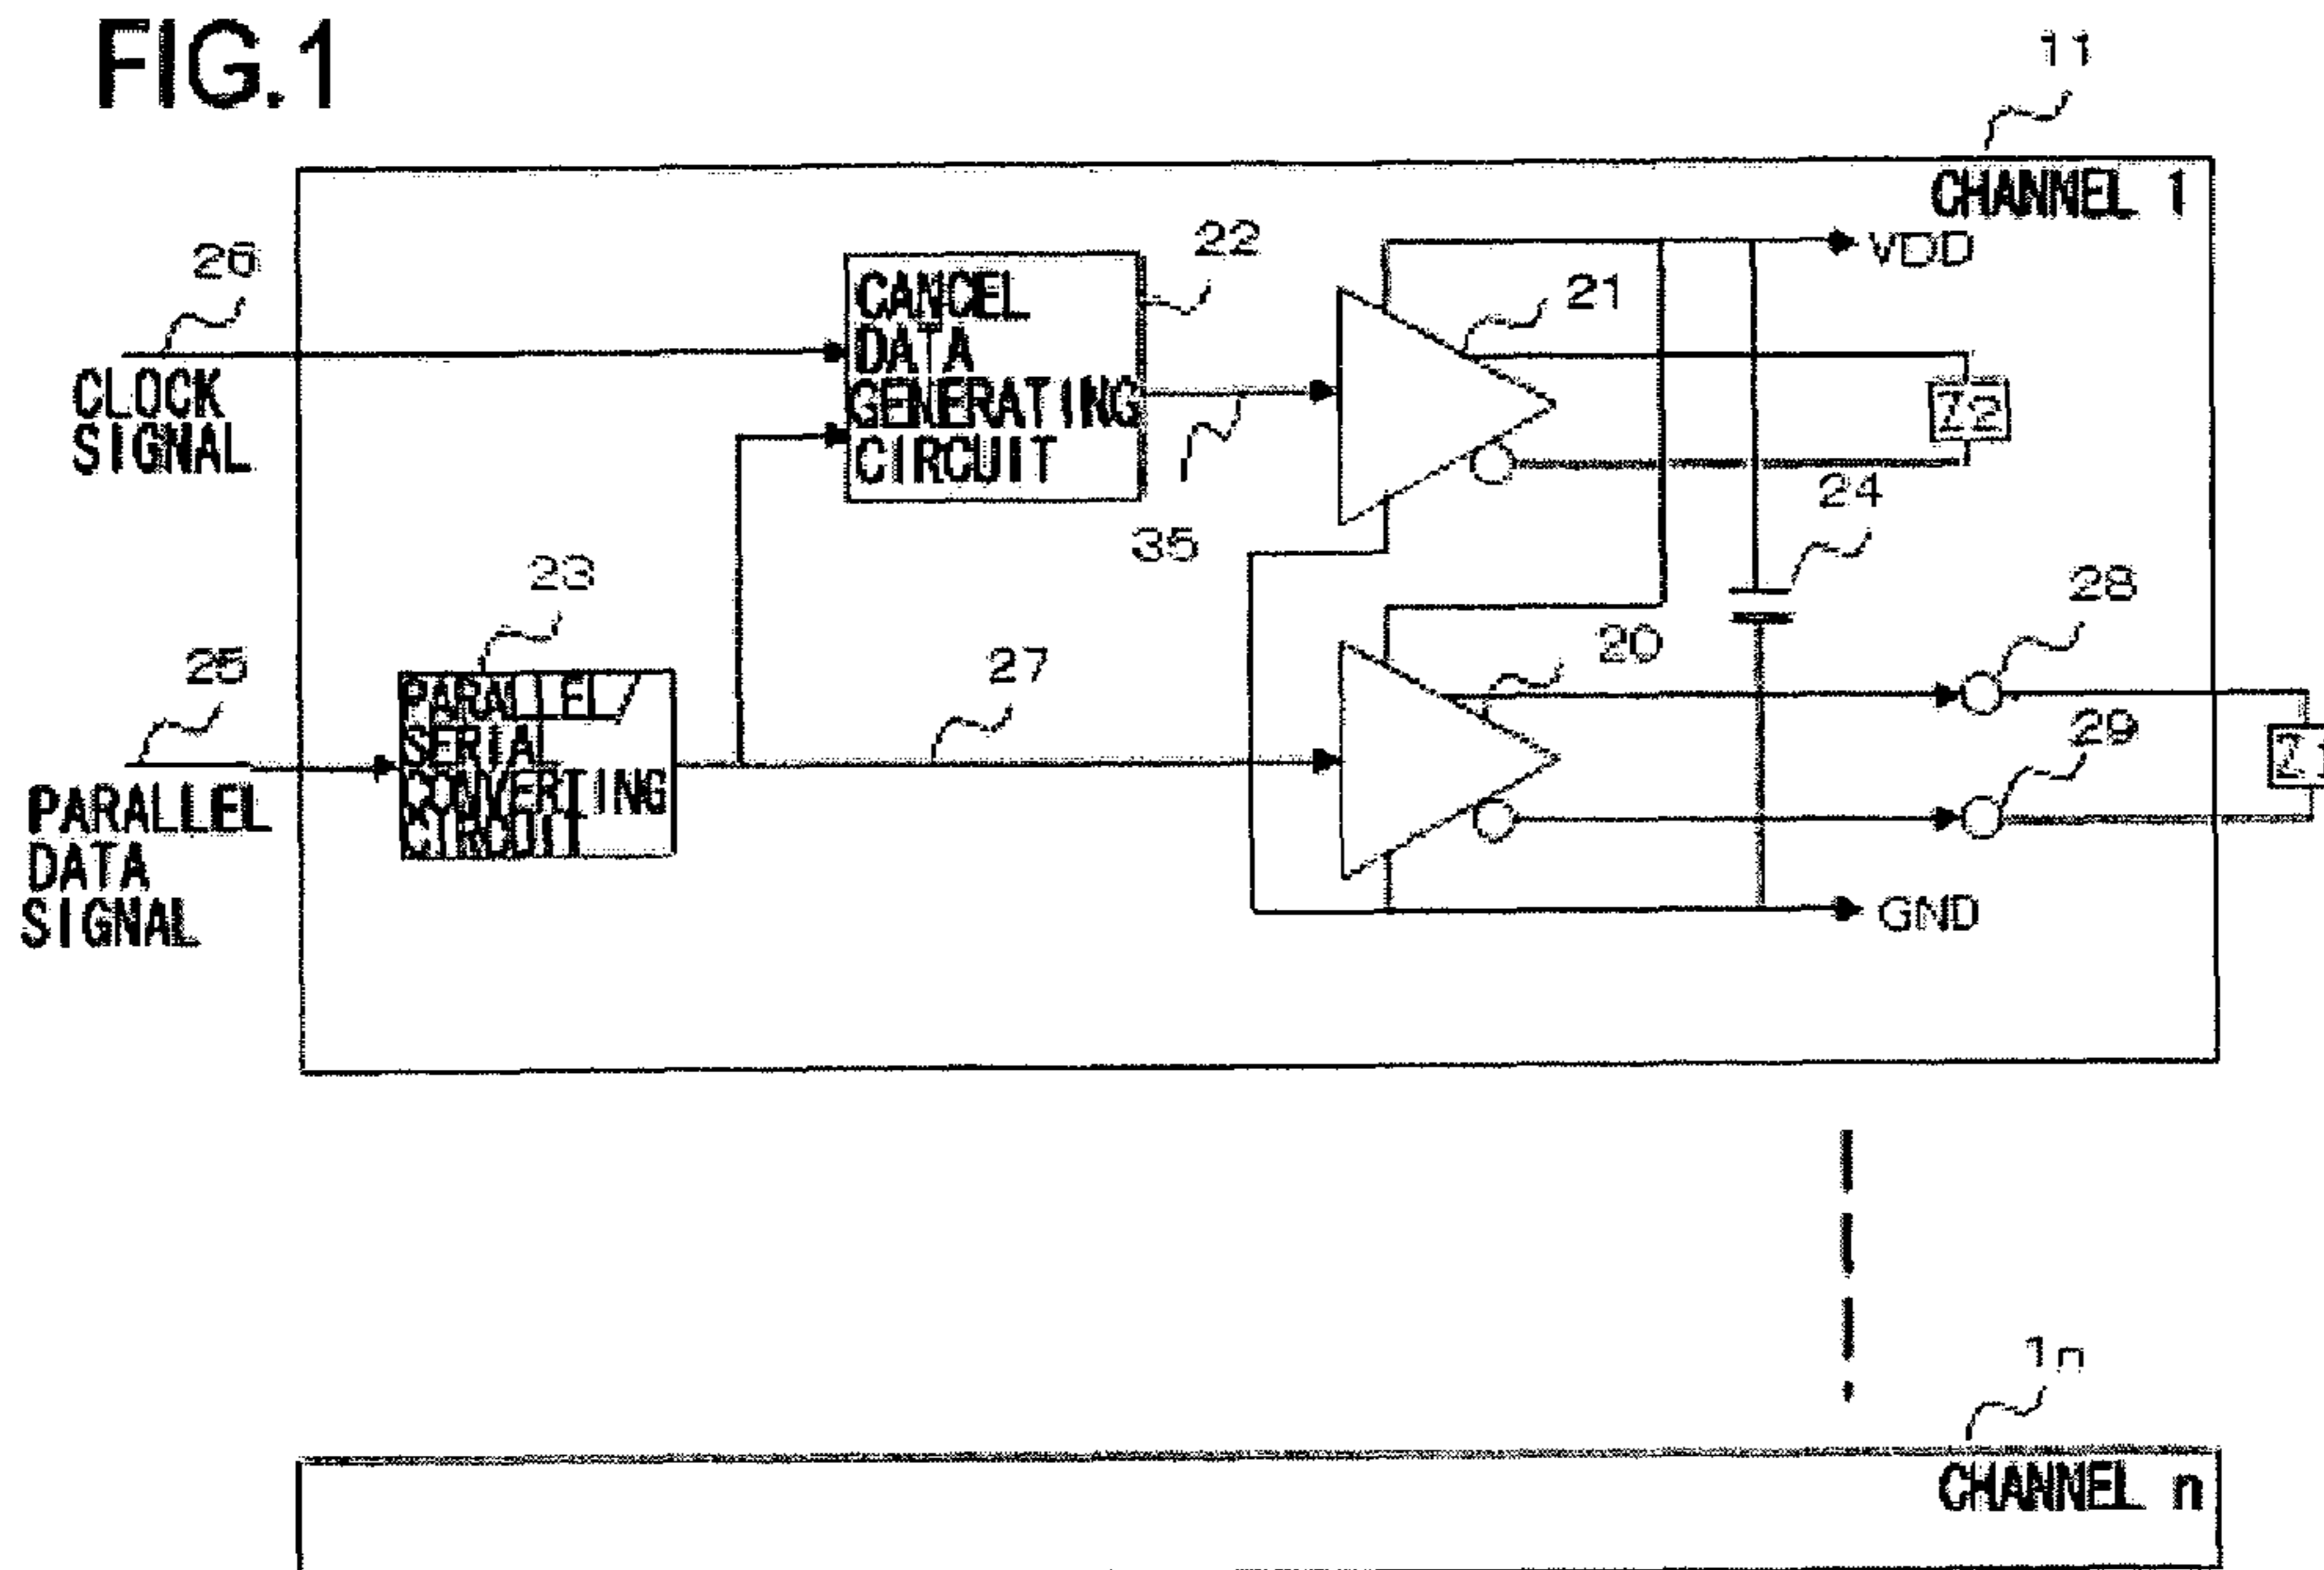 FIG.1
11
CHANNEL 1
26
22
VDD
CANCEL
DATA
GENERATING
CIRCUIT
21
CLOCK
SIGNAL
Z2
24
35
23
28
20
27
25
PARALLEL/
SERIAL
CONVERTING
CIRCUIT
29
Z1
PARALLEL
DATA
SIGNAL
GND
1n
CHANNEL n